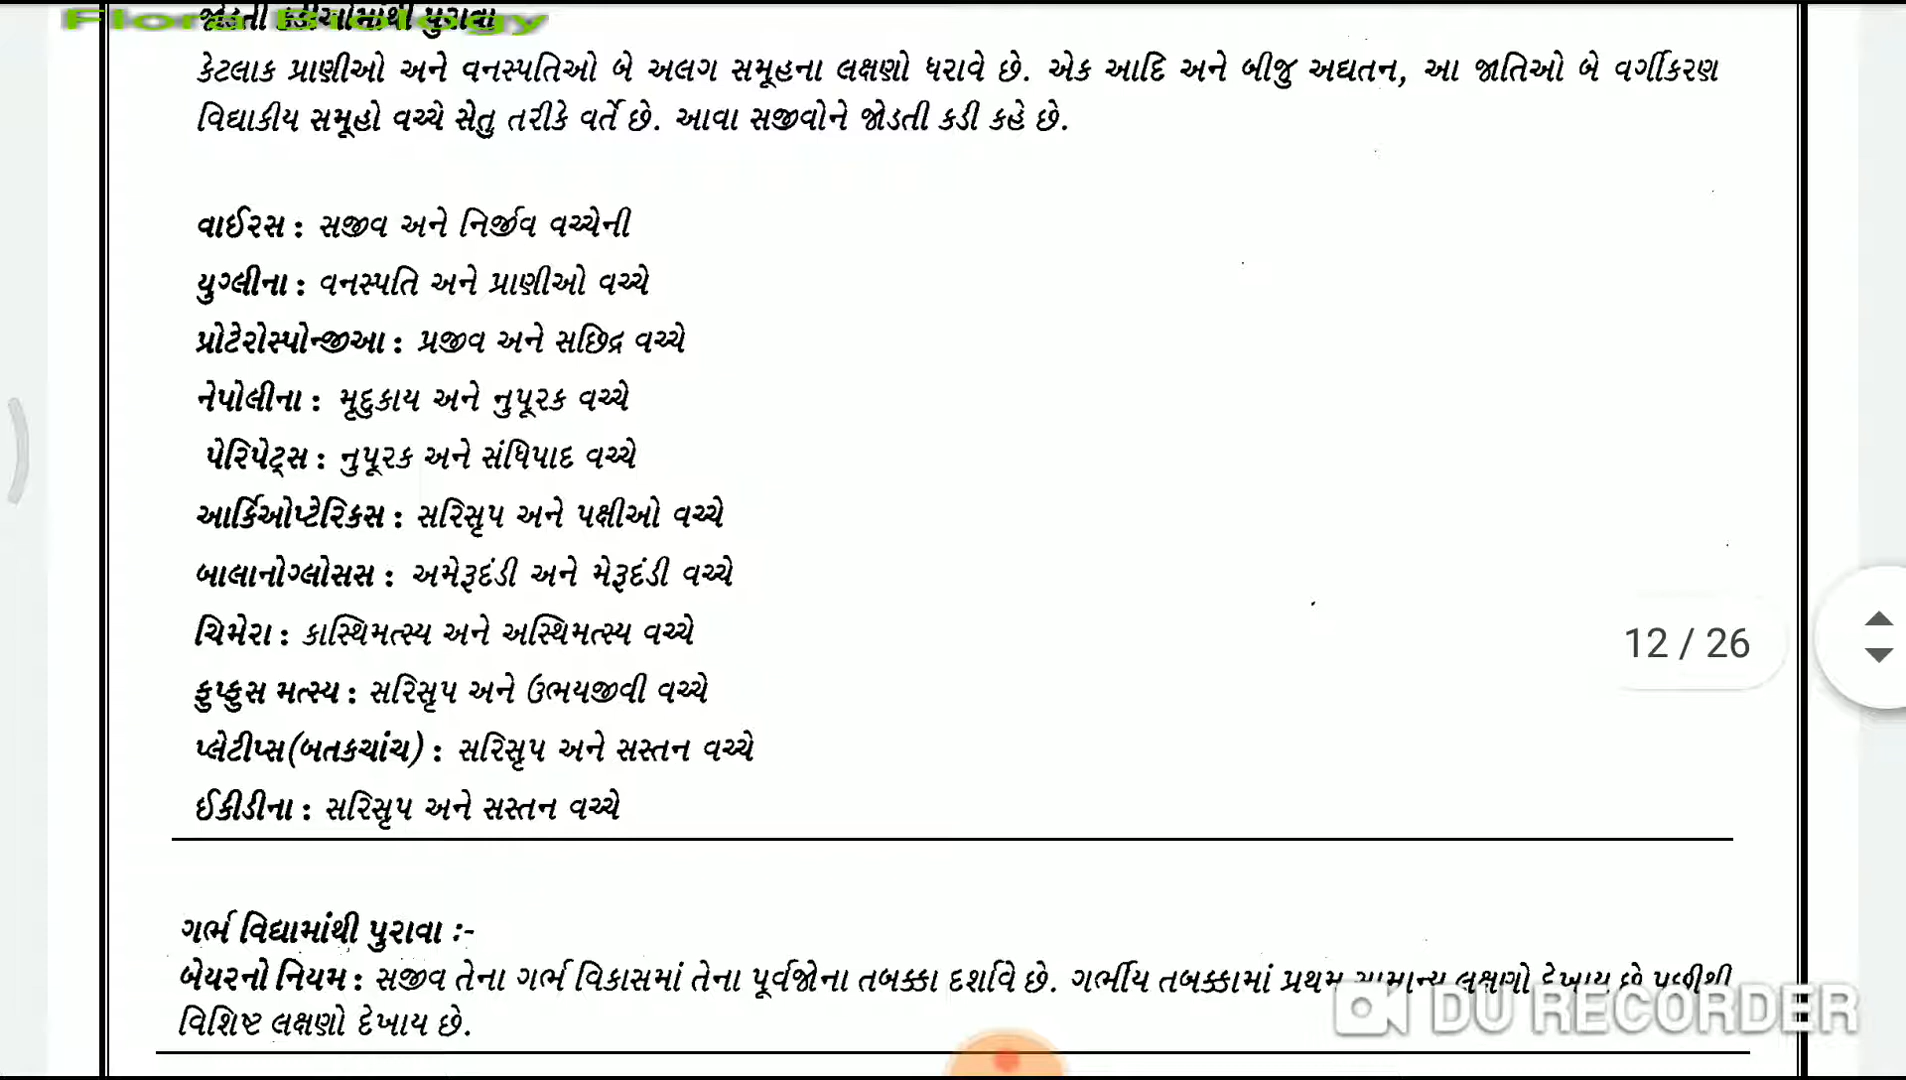 Flora Biology
જોડતી કડીઓમાંથી પુરાવા
કેટલાક પ્રાણીઓ અને વનસ્પતિઓ બે અલગ સમૂહના લક્ષણો ધરાવે છે. એક આદિ અને બીજુ અદ્યતન, આ જાતિઓ બે વર્ગીકરણ
વિદ્યાકીય સમૂહો વચ્ચે સેતુ તરીકે વર્તે છે. આવા સજીવોને જોડતી કડી કહે છે.
વાઈરસ : સજીવ અને નિર્જીવ વચ્ચેની
યુગ્લીના : વનસ્પતિ અને પ્રાણીઓ વચ્ચે
પ્રોટેરોસ્પોન્જીઆ : પ્રજીવ અને સછિદ્ર વચ્ચે
નેપોલીના : મૃદુકાય અને નુપૂરક વચ્ચે
પેરિપેટ્સ : નુપૂરક અને સંધિપાદ વચ્ચે
આર્કિઓપ્ટેરિક્સ : સરિસૃપ અને પક્ષીઓ વચ્ચે
બાલાનોગ્લોસસ : અમેરૂદંડી અને મેરૂદંડી વચ્ચે
ચિમેરા : કાસ્થિમત્સ્ય અને અસ્થિમત્સ્ય વચ્ચે
12 / 26
ફુપ્ફુસ મત્સ્ય : સરિસૃપ અને ઉભયજીવી વચ્ચે
પ્લેટીપ્સ(બતકચાંચ) : સરિસૃપ અને સસ્તન વચ્ચે
ઈકીડીના : સરિસૃપ અને સસ્તન વચ્ચે
ગર્ભ વિદ્યામાંથી પુરાવા :-
બેયરનો નિયમ : સજીવ તેના ગર્ભ વિકાસમાં તેના પૂર્વજોના તબક્કા દર્શાવે છે. ગર્ભીય તબક્કામાં પ્રથમ સામાન્ય લક્ષણો દેખાય છે પછીથી
વિશિષ્ટ લક્ષણો દેખાય છે.
DU RECORDER